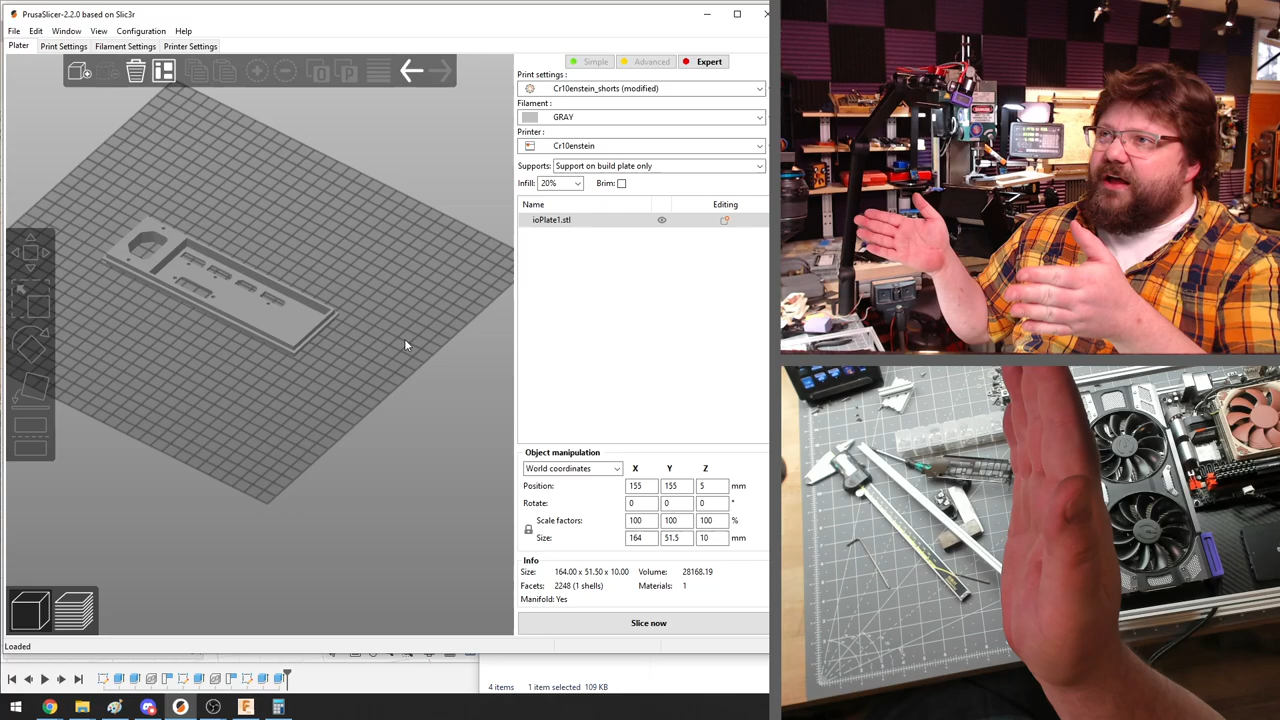 PrusaSlicer-2.2.0 based on Slic3r
File Edit Window View Configuration Help
Plater Print Settings Filament Settings Printer Settings
Simple Advanced Expert
Print settings :
Cr10enstein_shorts (modified)
Filament :
GRAY
Printer :
Cr10enstein
Supports: Support on build plate only
Infill: 20% Brim:
Name Editing
ioPlate1.stl
Object manipulation
World coordinates X Y Z
Position: 155 155 5 mm
Rotate: 0 0 0 °
Scale factors: 100 100 100 %
Size: 164 51.5 10 mm
Info
Size: 164.00 x 51.50 x 10.00 Volume: 28168.19
Facets: 2248 (1 shells) Materials: 1
Manifold: Yes
Slice now
Loaded
4 items 1 item selected 109 KB